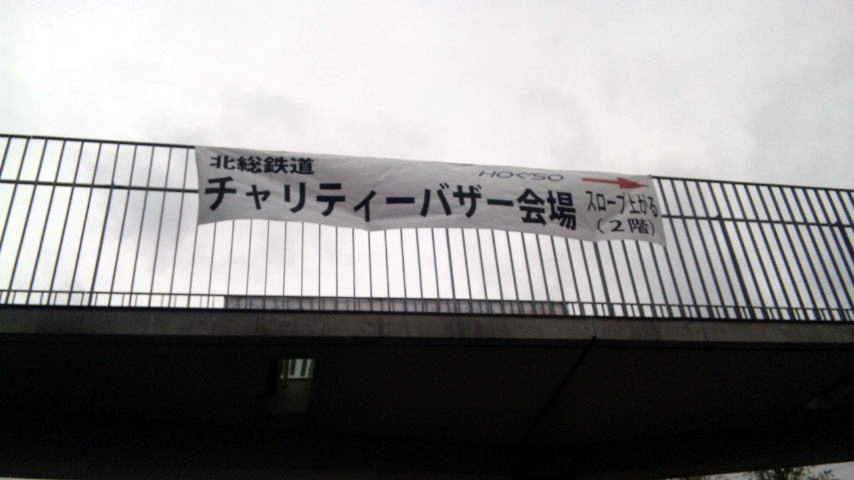 北総鉄道
HOKSO
チャリティーバザー会場
スロープ上がる
(2階)